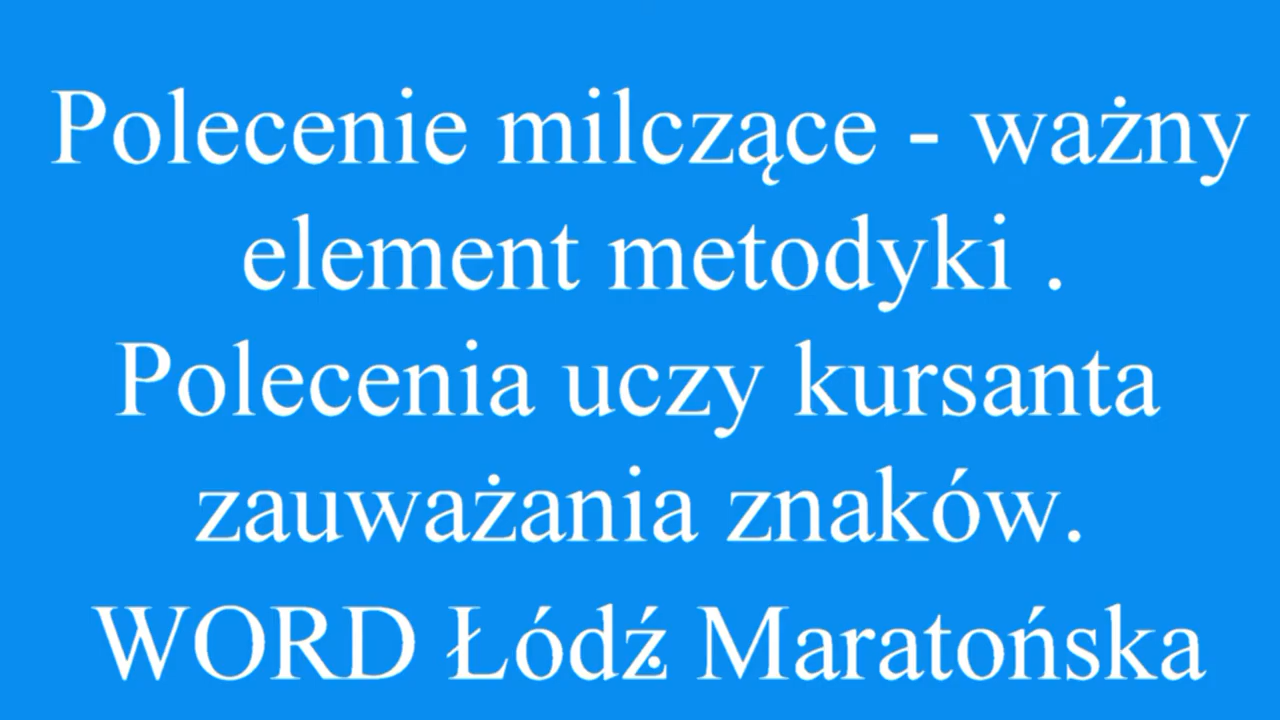 Polecenie milczące - ważny
element metodyki .
Polecenia uczy kursanta
zauważania znaków.
WORD Łódź Maratońska